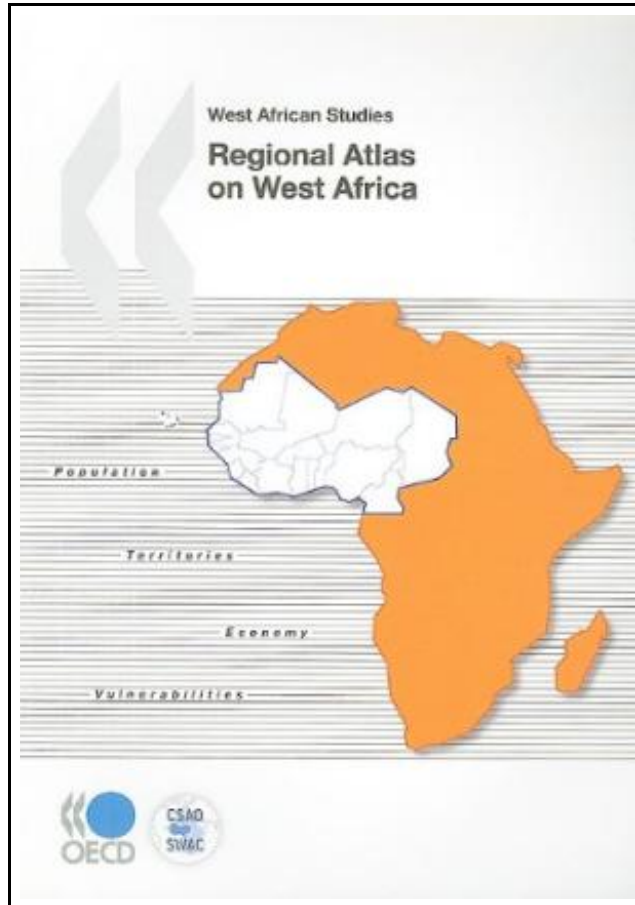 West African Studies
Regional Atlas
on West Africa
Population
Territories
Economy
Vulnerabilities
OECD
CSAO
SWAC